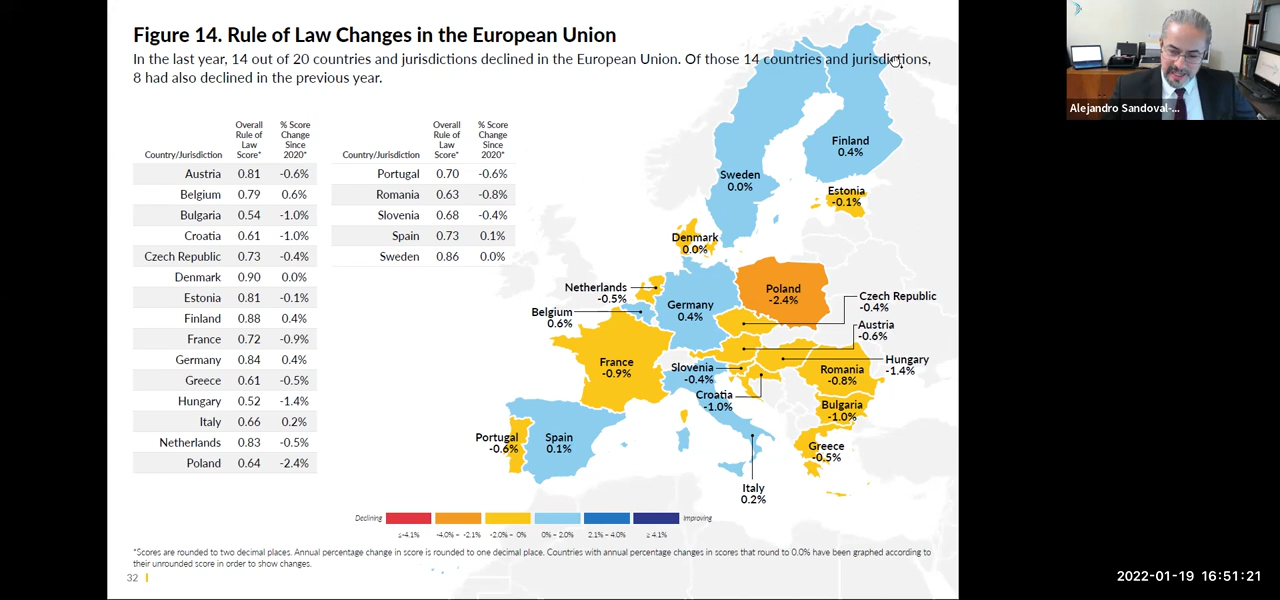 Figure 14. Rule of Law Changes in the European Union
In the last year, 14 out of 20 countries and jurisdictions declined in the European Union. Of those 14 countries and jurisdictions,
8 had also declined in the previous year.
Country/Jurisdiction Overall Rule of Law Score* % Score Change Since 2020*
Austria 0.81 -0.6%
Belgium 0.79 0.6%
Bulgaria 0.54 -1.0%
Croatia 0.61 -1.0%
Czech Republic 0.73 -0.4%
Denmark 0.90 0.0%
Estonia 0.81 -0.1%
Finland 0.88 0.4%
France 0.72 -0.9%
Germany 0.84 0.4%
Greece 0.61 -0.5%
Hungary 0.52 -1.4%
Italy 0.66 0.2%
Netherlands 0.83 -0.5%
Poland 0.64 -2.4%
Country/Jurisdiction Overall Rule of Law Score* % Score Change Since 2020*
Portugal 0.70 -0.6%
Romania 0.63 -0.8%
Slovenia 0.68 -0.4%
Spain 0.73 0.1%
Sweden 0.86 0.0%
Finland
0.4%
Sweden
0.0%
Estonia
-0.1%
Denmark
0.0%
Netherlands
-0.5%
Belgium
0.6%
Germany
0.4%
Poland
-2.4%
Czech Republic
-0.4%
Austria
-0.6%
Hungary
-1.4%
France
-0.9%
Slovenia
-0.4%
Croatia
-1.0%
Romania
-0.8%
Bulgaria
-1.0%
Portugal
-0.6%
Spain
0.1%
Greece
-0.5%
Italy
0.2%
Declining Improving
≤-4.1% -4.0% – -2.1% -2.0% – 0% 0% – 2.0% 2.1% – 4.0% ≥ 4.1%
*Scores are rounded to two decimal places. Annual percentage change in score is rounded to one decimal place. Countries with annual percentage changes in scores that round to 0.0% have been graphed according to
their unrounded score in order to show changes.
32
Alejandro Sandoval-...
2022-01-19 16:51:21